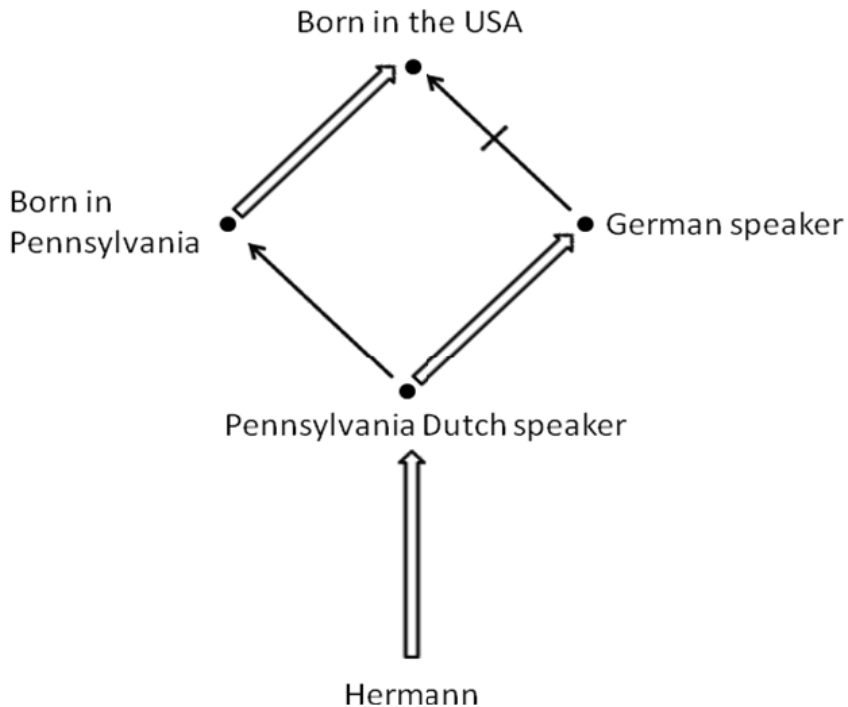 Born in the USA
Born in
Pennsylvania
German speaker
Pennsylvania Dutch speaker
Hermann